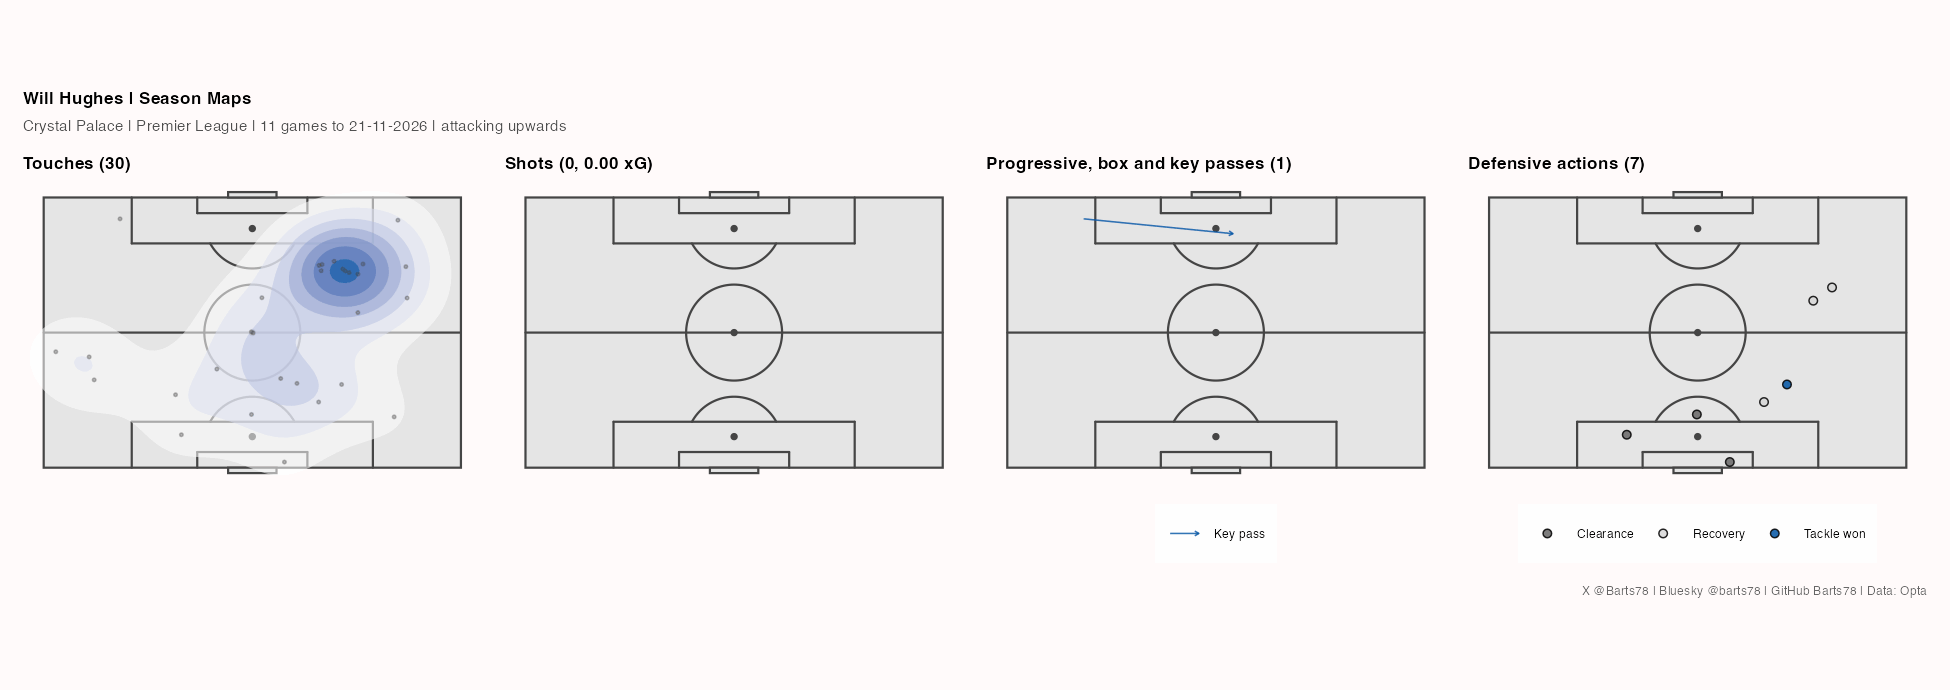 Will Hughes | Season Maps
Crystal Palace | Premier League | 11 games to 21-11-2026 | attacking upwards
Touches (30)
Shots (0, 0.00 xG)
Progressive, box and key passes (1)
Defensive actions (7)
Key pass
Clearance
Recovery
Tackle won
X @Barts78 | Bluesky @barts78 | GitHub Barts78 | Data: Opta